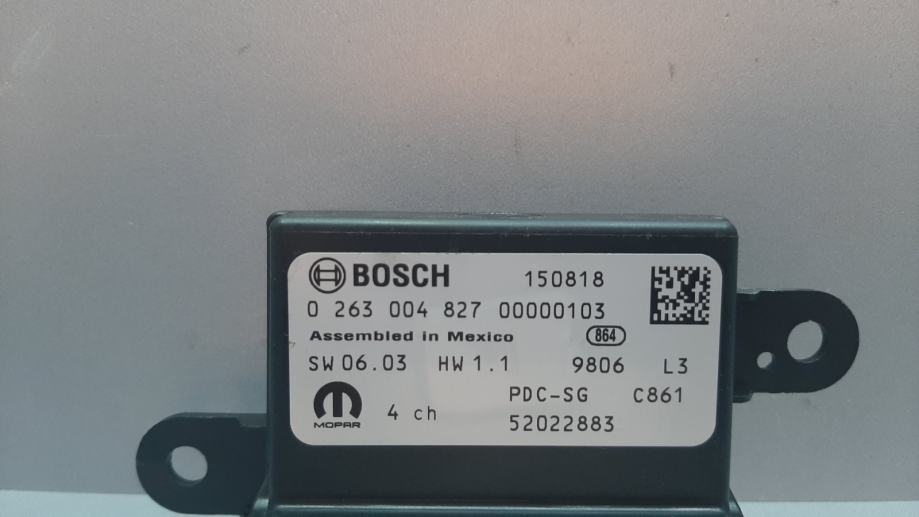 BOSCH 150818
0 263 004 827 00000103
Assembled in Mexico 864
SW 06.03 HW 1.1 9806 L3
PDC-SG C861
4 ch
MOPAR 52022883